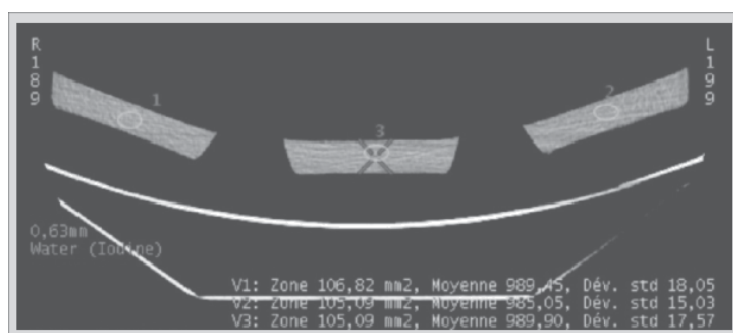 R
1
8
9
L
1
9
9
1
2
3
0,63mm
Water (Iodine)
V1: Zone 106,82 mm2, Moyenne 989,45, Dév. std 18,05
V2: Zone 105,09 mm2, Moyenne 985,05, Dév. std 15,03
V3: Zone 105,09 mm2, Moyenne 989,90, Dév. std 17,57